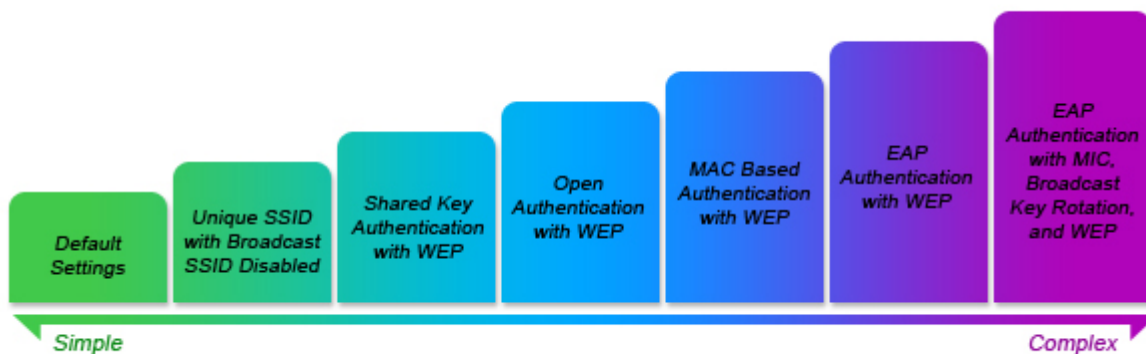 Default
Settings
Unique SSID
with Broadcast
SSID Disabled
Shared Key
Authentication
with WEP
Open
Authentication
with WEP
MAC Based
Authentication
with WEP
EAP
Authentication
with WEP
EAP
Authentication
with MIC,
Broadcast
Key Rotation,
and WEP
Simple
Complex